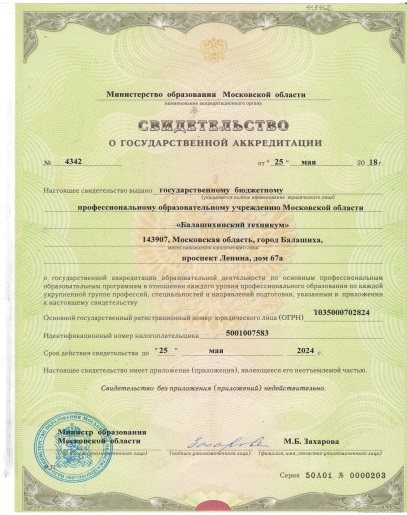 4342
Министерство образования Московской области
наименование аккредитационного органа
СВИДЕТЕЛЬСТВО
О ГОСУДАРСТВЕННОЙ АККРЕДИТАЦИИ
№ 4342 от "25" мая 2018 г.
Настоящее свидетельство выдано государственному бюджетному
(указывается полное наименование юридического лица)
профессиональному образовательному учреждению Московской области
«Балашихинский техникум»
143907, Московская область, город Балашиха,
место нахождения юридического лица
проспект Ленина, дом 67а
о государственной аккредитации образовательной деятельности по основным профессиональным
образовательным программам в отношении каждого уровня профессионального образования по каждой
укрупненной группе профессий, специальностей и направлений подготовки, указанным в приложении
к настоящему свидетельству
Основной государственный регистрационный номер юридического лица (ОГРН) 1035000702824
Идентификационный номер налогоплательщика 5001007583
Срок действия свидетельства до "25" мая 2024 г.
Настоящее свидетельство имеет приложение (приложения), являющееся его неотъемлемой частью.
Свидетельство без приложения (приложений) недействительно.
Министр образования
Московской области М.Б. Захарова
(подпись уполномоченного лица) (фамилия, имя, отчество уполномоченного лица)
М.П.
Серия 50А01 № 0000203